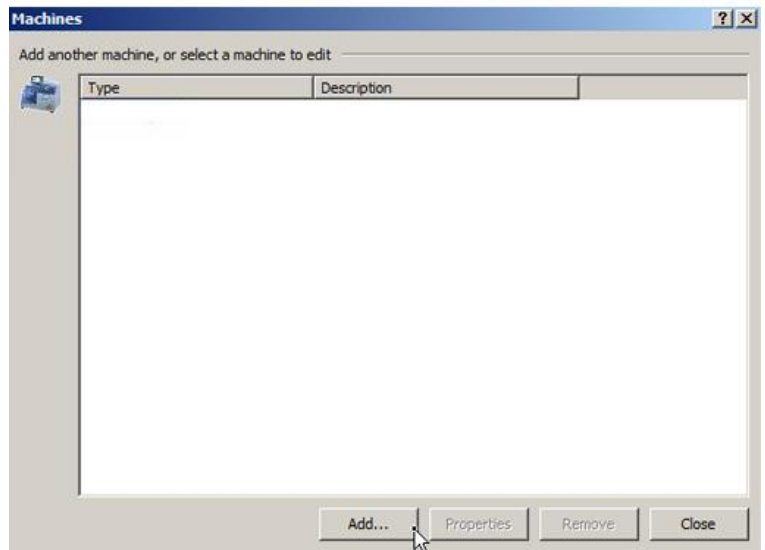 Machines
Add another machine, or select a machine to edit
Type Description
Add... Properties Remove Close